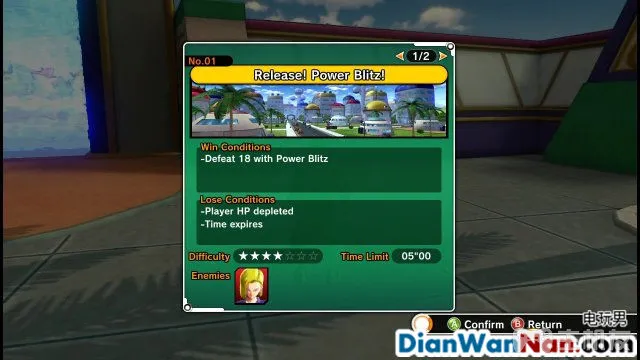 No.01
1/2
Release! Power Blitz!
Win Conditions
-Defeat 18 with Power Blitz
Lose Conditions
-Player HP depleted
-Time expires
Difficulty
Time Limit 05"00
Enemies
A Confirm B Return
电玩男
DianWanNan.com